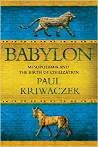 BABYLON
MESOPOTAMIA AND
THE BIRTH OF CIVILIZATION
PAUL
KRIWACZEK